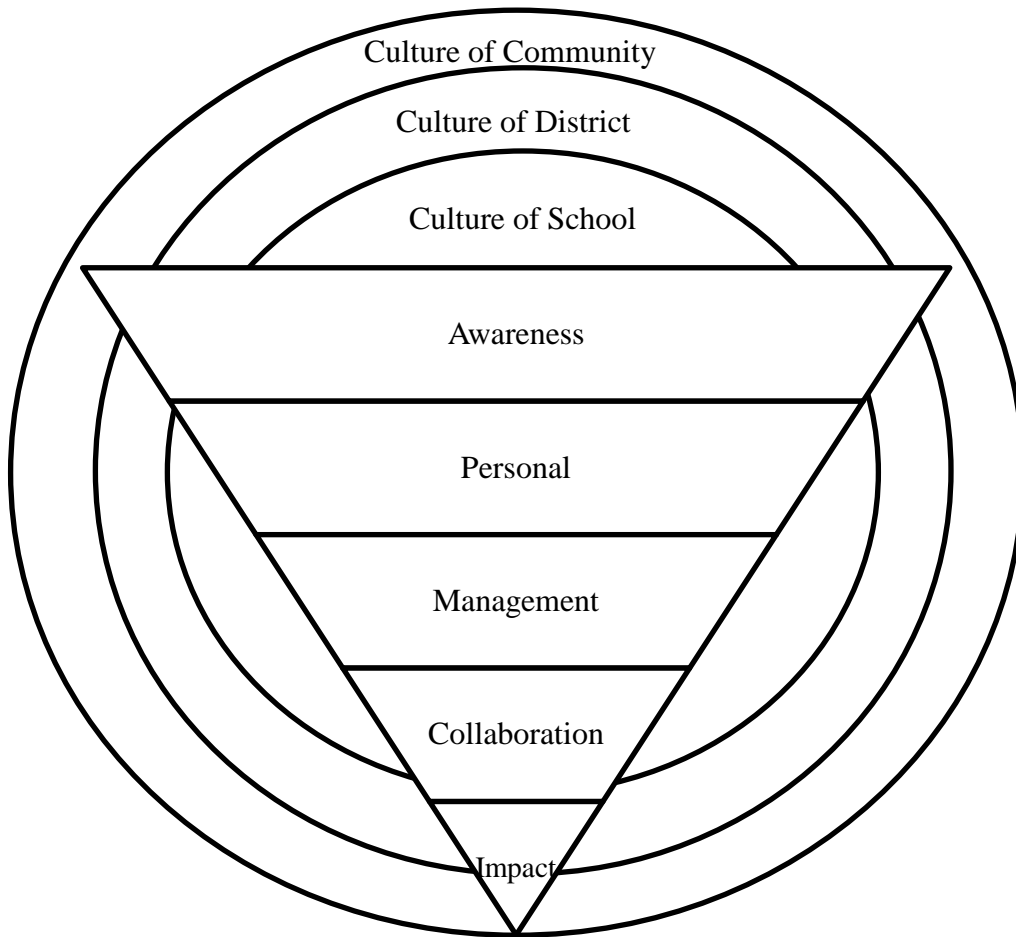 Culture of Community
Culture of District
Culture of School
Awareness
Personal
Management
Collaboration
Impact